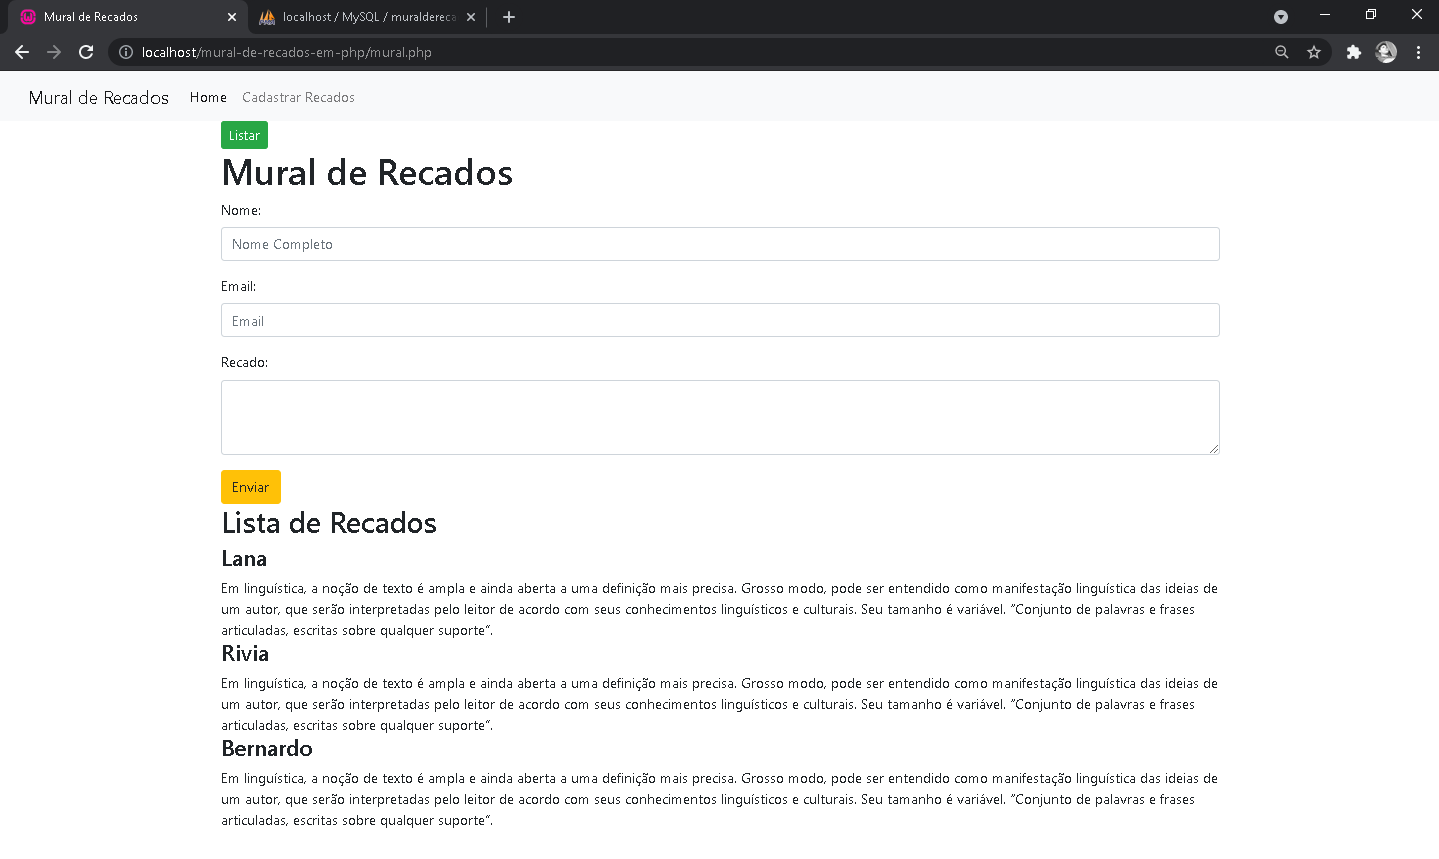 Mural de Recados
localhost / MySQL / muraldereca
localhost/mural-de-recados-em-php/mural.php
Mural de Recados Home Cadastrar Recados
Listar
Mural de Recados
Nome:
Nome Completo
Email:
Email
Recado:
Enviar
Lista de Recados
Lana
Em linguística, a noção de texto é ampla e ainda aberta a uma definição mais precisa. Grosso modo, pode ser entendido como manifestação linguística das ideias de
um autor, que serão interpretadas pelo leitor de acordo com seus conhecimentos linguísticos e culturais. Seu tamanho é variável. “Conjunto de palavras e frases
articuladas, escritas sobre qualquer suporte”.
Rivia
Em linguística, a noção de texto é ampla e ainda aberta a uma definição mais precisa. Grosso modo, pode ser entendido como manifestação linguística das ideias de
um autor, que serão interpretadas pelo leitor de acordo com seus conhecimentos linguísticos e culturais. Seu tamanho é variável. “Conjunto de palavras e frases
articuladas, escritas sobre qualquer suporte”.
Bernardo
Em linguística, a noção de texto é ampla e ainda aberta a uma definição mais precisa. Grosso modo, pode ser entendido como manifestação linguística das ideias de
um autor, que serão interpretadas pelo leitor de acordo com seus conhecimentos linguísticos e culturais. Seu tamanho é variável. “Conjunto de palavras e frases
articuladas, escritas sobre qualquer suporte”.